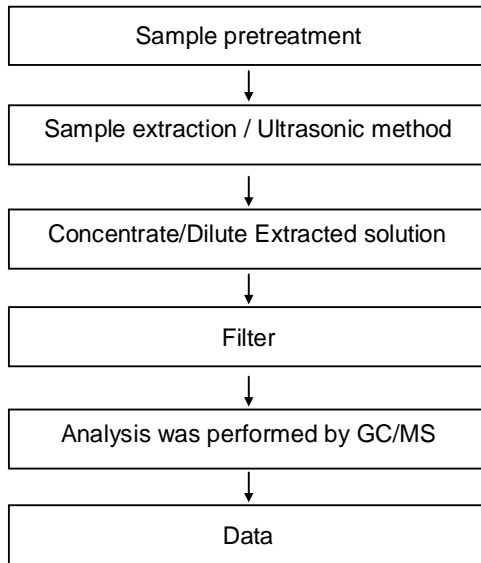 Sample pretreatment
Sample extraction / Ultrasonic method
Concentrate/Dilute Extracted solution
Filter
Analysis was performed by GC/MS
Data